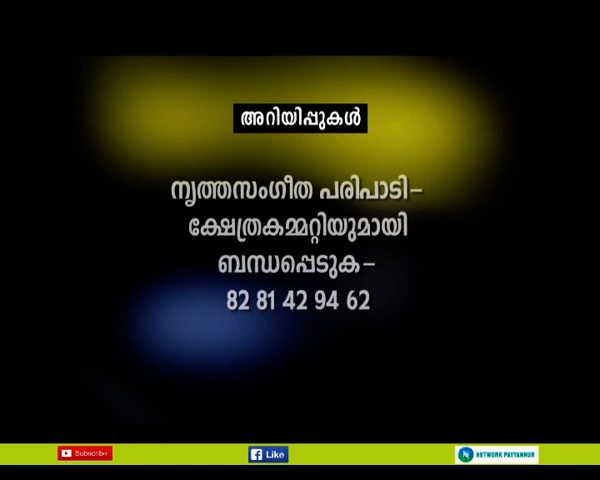 അറിയിപ്പുകൾ
നൃത്തസംഗീത പരിപാടി-
ക്ഷേത്രകമ്മറ്റിയുമായി
ബന്ധപ്പെടുക-
82 81 42 94 62
Subscribe Like NETWORK PAYYANNUR